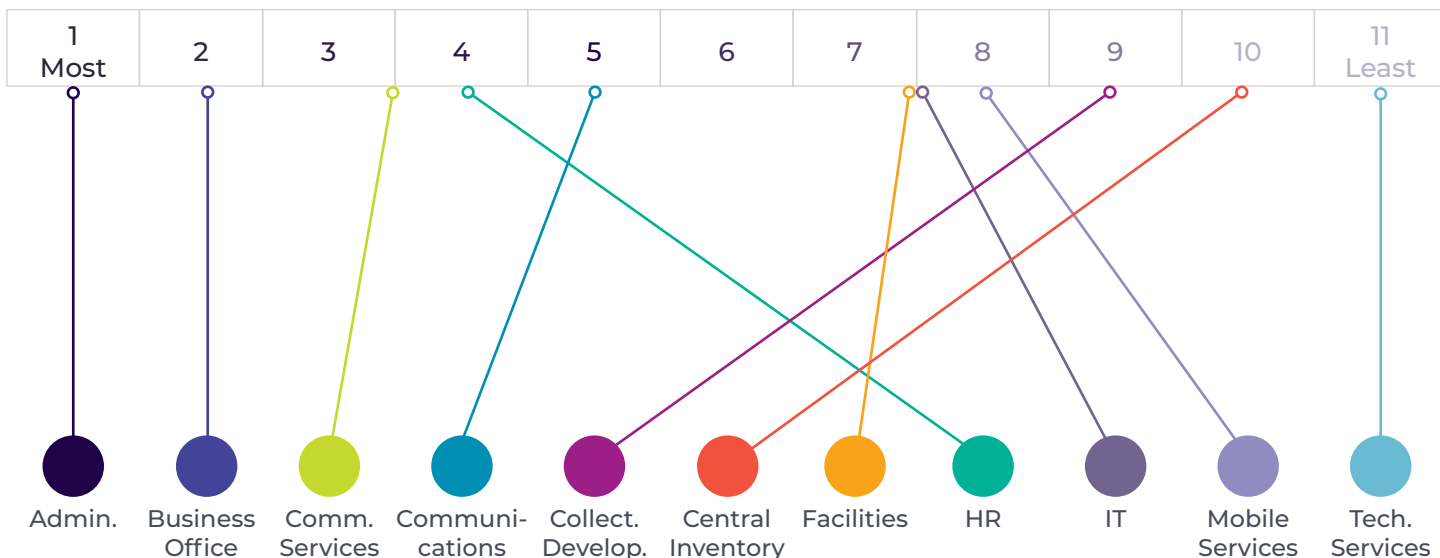 1
Most
2
3
4
5
6
7
8
9
10
11
Least
Admin.
Business
Office
Comm.
Services
Communi-
cations
Collect.
Develop.
Central
Inventory
Facilities
HR
IT
Mobile
Services
Tech.
Services